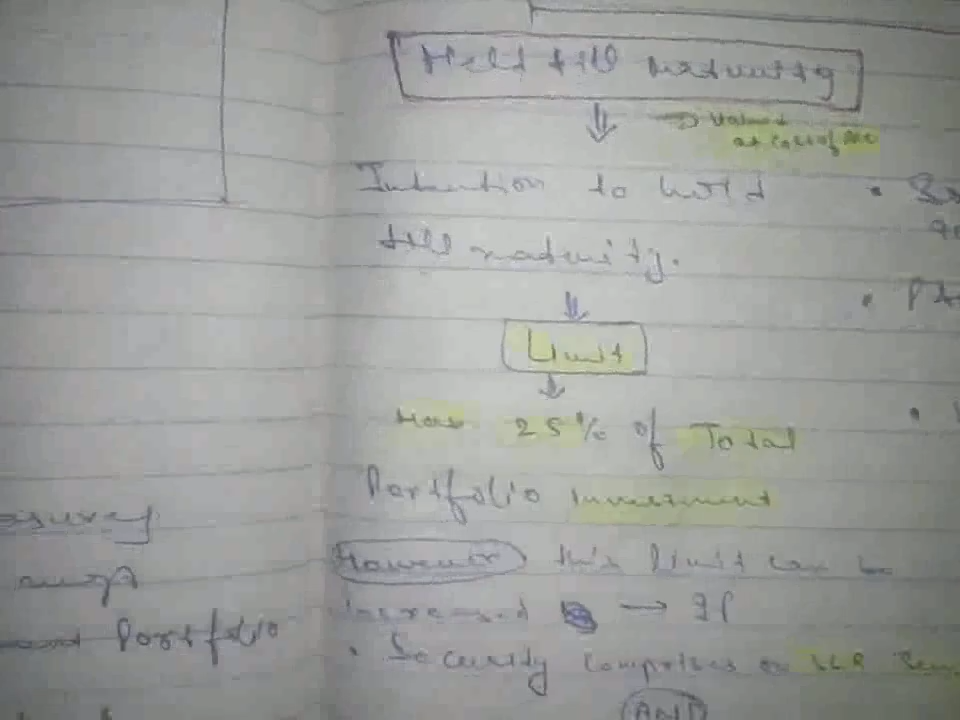 Held till maturity
→ Valued
at cost of Acq
Intention to hold
till maturity.
Limit
Max 25% of Total
Portfolio Investment
However this limit can be
Increased → If
• Security comprises of SLR
AND
Portfolio